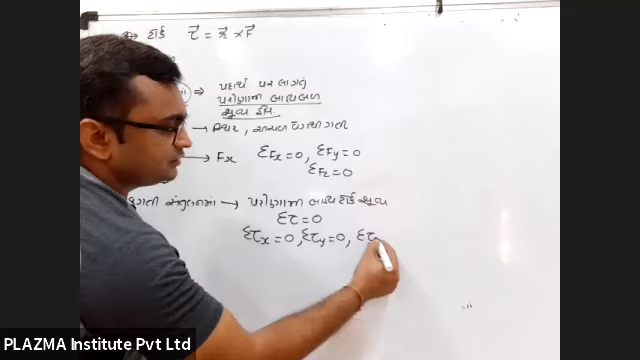 ટોર્ક τ⃗ = r⃗ × F⃗
⇒ પદાર્થ પર લાગતું
પરિણામી બાહ્યબળ
શૂન્ય હોય.
→ સ્થિર, અચળ વેગથી ગતી
→ Fx ΣFx = 0, ΣFy = 0
ΣFz = 0
સંતુલનમાં → પરિણામી બાહ્ય ટોર્ક શૂન્ય
Στ = 0
Στx = 0, Στy = 0, Στ
PLAZMA Institute Pvt Ltd